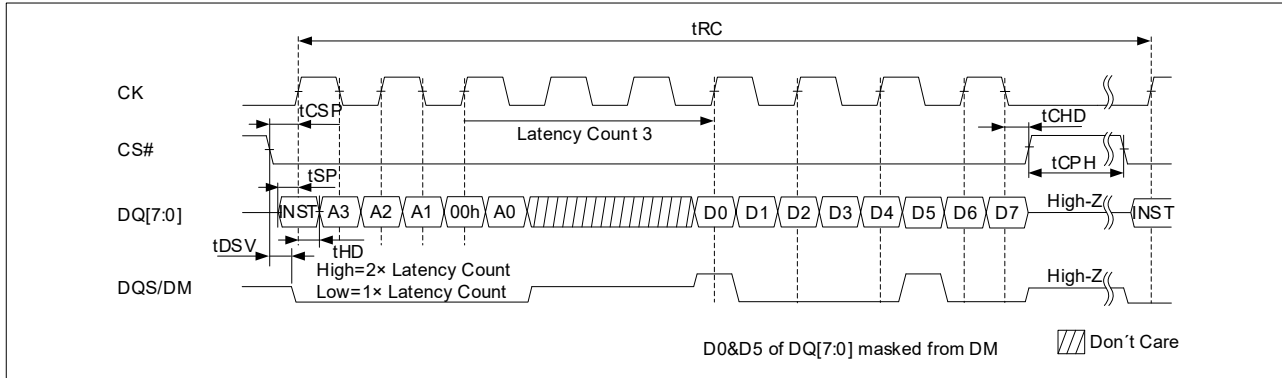 tRC
CK
tCSP
Latency Count 3
tCHD
CS#
tCPH
tSP
DQ[7:0]
INST A3 A2 A1 00h A0 D0 D1 D2 D3 D4 D5 D6 D7 High-Z INST
tDSV
tHD
High=2× Latency Count
Low=1× Latency Count
DQS/DM
High-Z
D0&D5 of DQ[7:0] masked from DM
Don´t Care